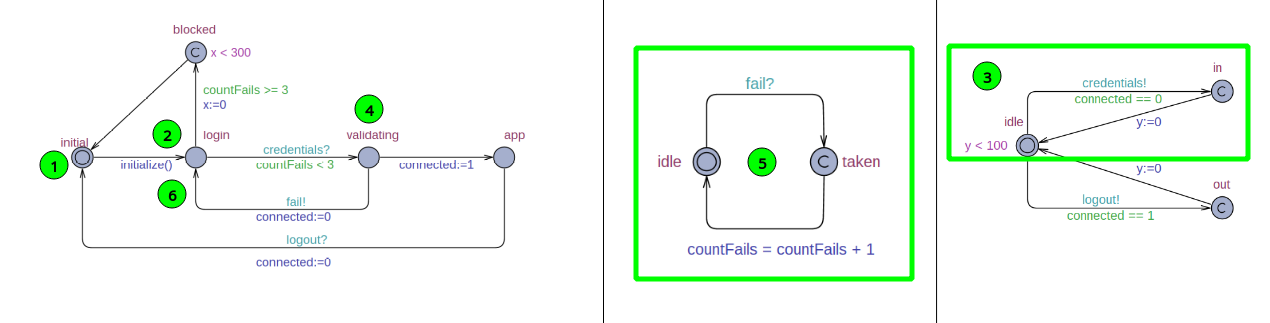 blocked
C
x < 300
countFails >= 3
x:=0
4
2
login
validating
app
initial
1
initialize()
credentials?
countFails < 3
connected:=1
6
fail!
connected:=0
logout?
connected:=0
fail?
idle
5
C
taken
countFails = countFails + 1
3
in
credentials!
C
connected == 0
idle
y:=0
y < 100
y:=0
out
logout!
C
connected == 1